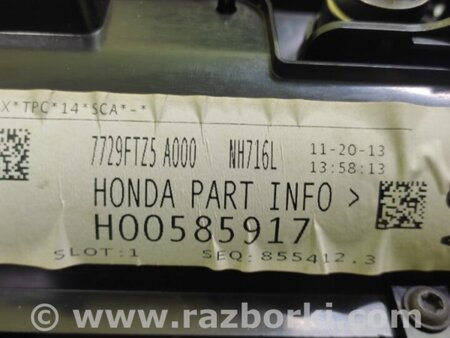 X*TPC*14*SCA*-*
7729FTZ5 A000 NH716L 11-20-13
13:58:13
HONDA PART INFO >
H00585917
SLOT:1 SEQ:855412.3
© www.razborki.com